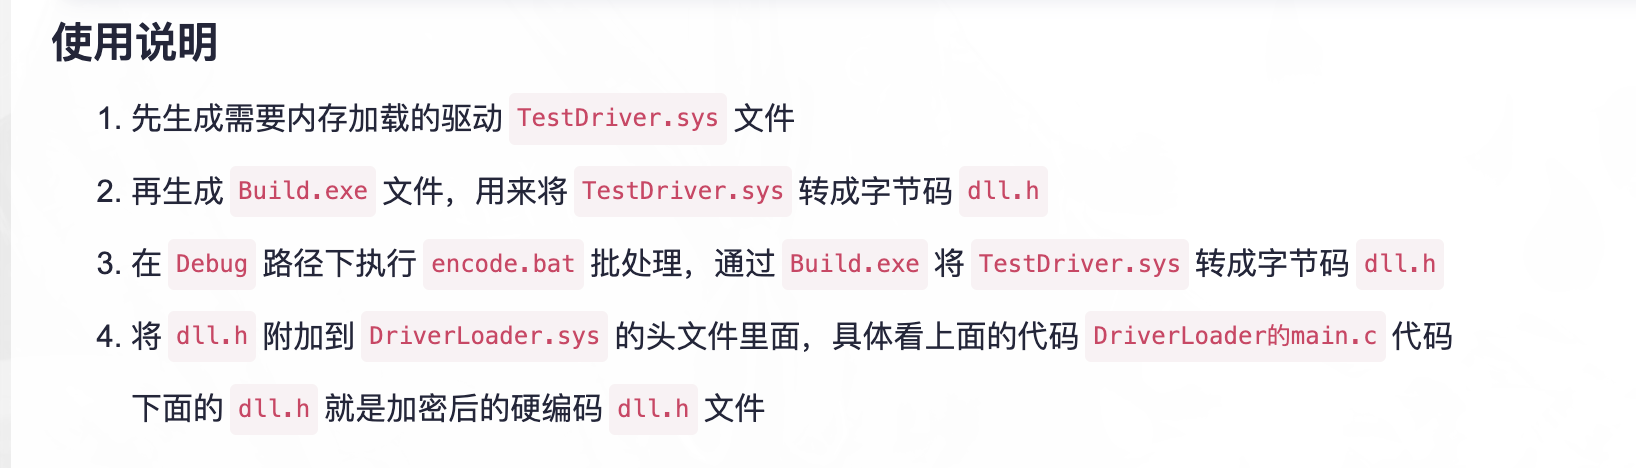 使用说明
1. 先生成需要内存加载的驱动 TestDriver.sys 文件
2. 再生成 Build.exe 文件，用来将 TestDriver.sys 转成字节码 dll.h
3. 在 Debug 路径下执行 encode.bat 批处理，通过 Build.exe 将 TestDriver.sys 转成字节码 dll.h
4. 将 dll.h 附加到 DriverLoader.sys 的头文件里面，具体看上面的代码 DriverLoader的main.c 代码
下面的 dll.h 就是加密后的硬编码 dll.h 文件